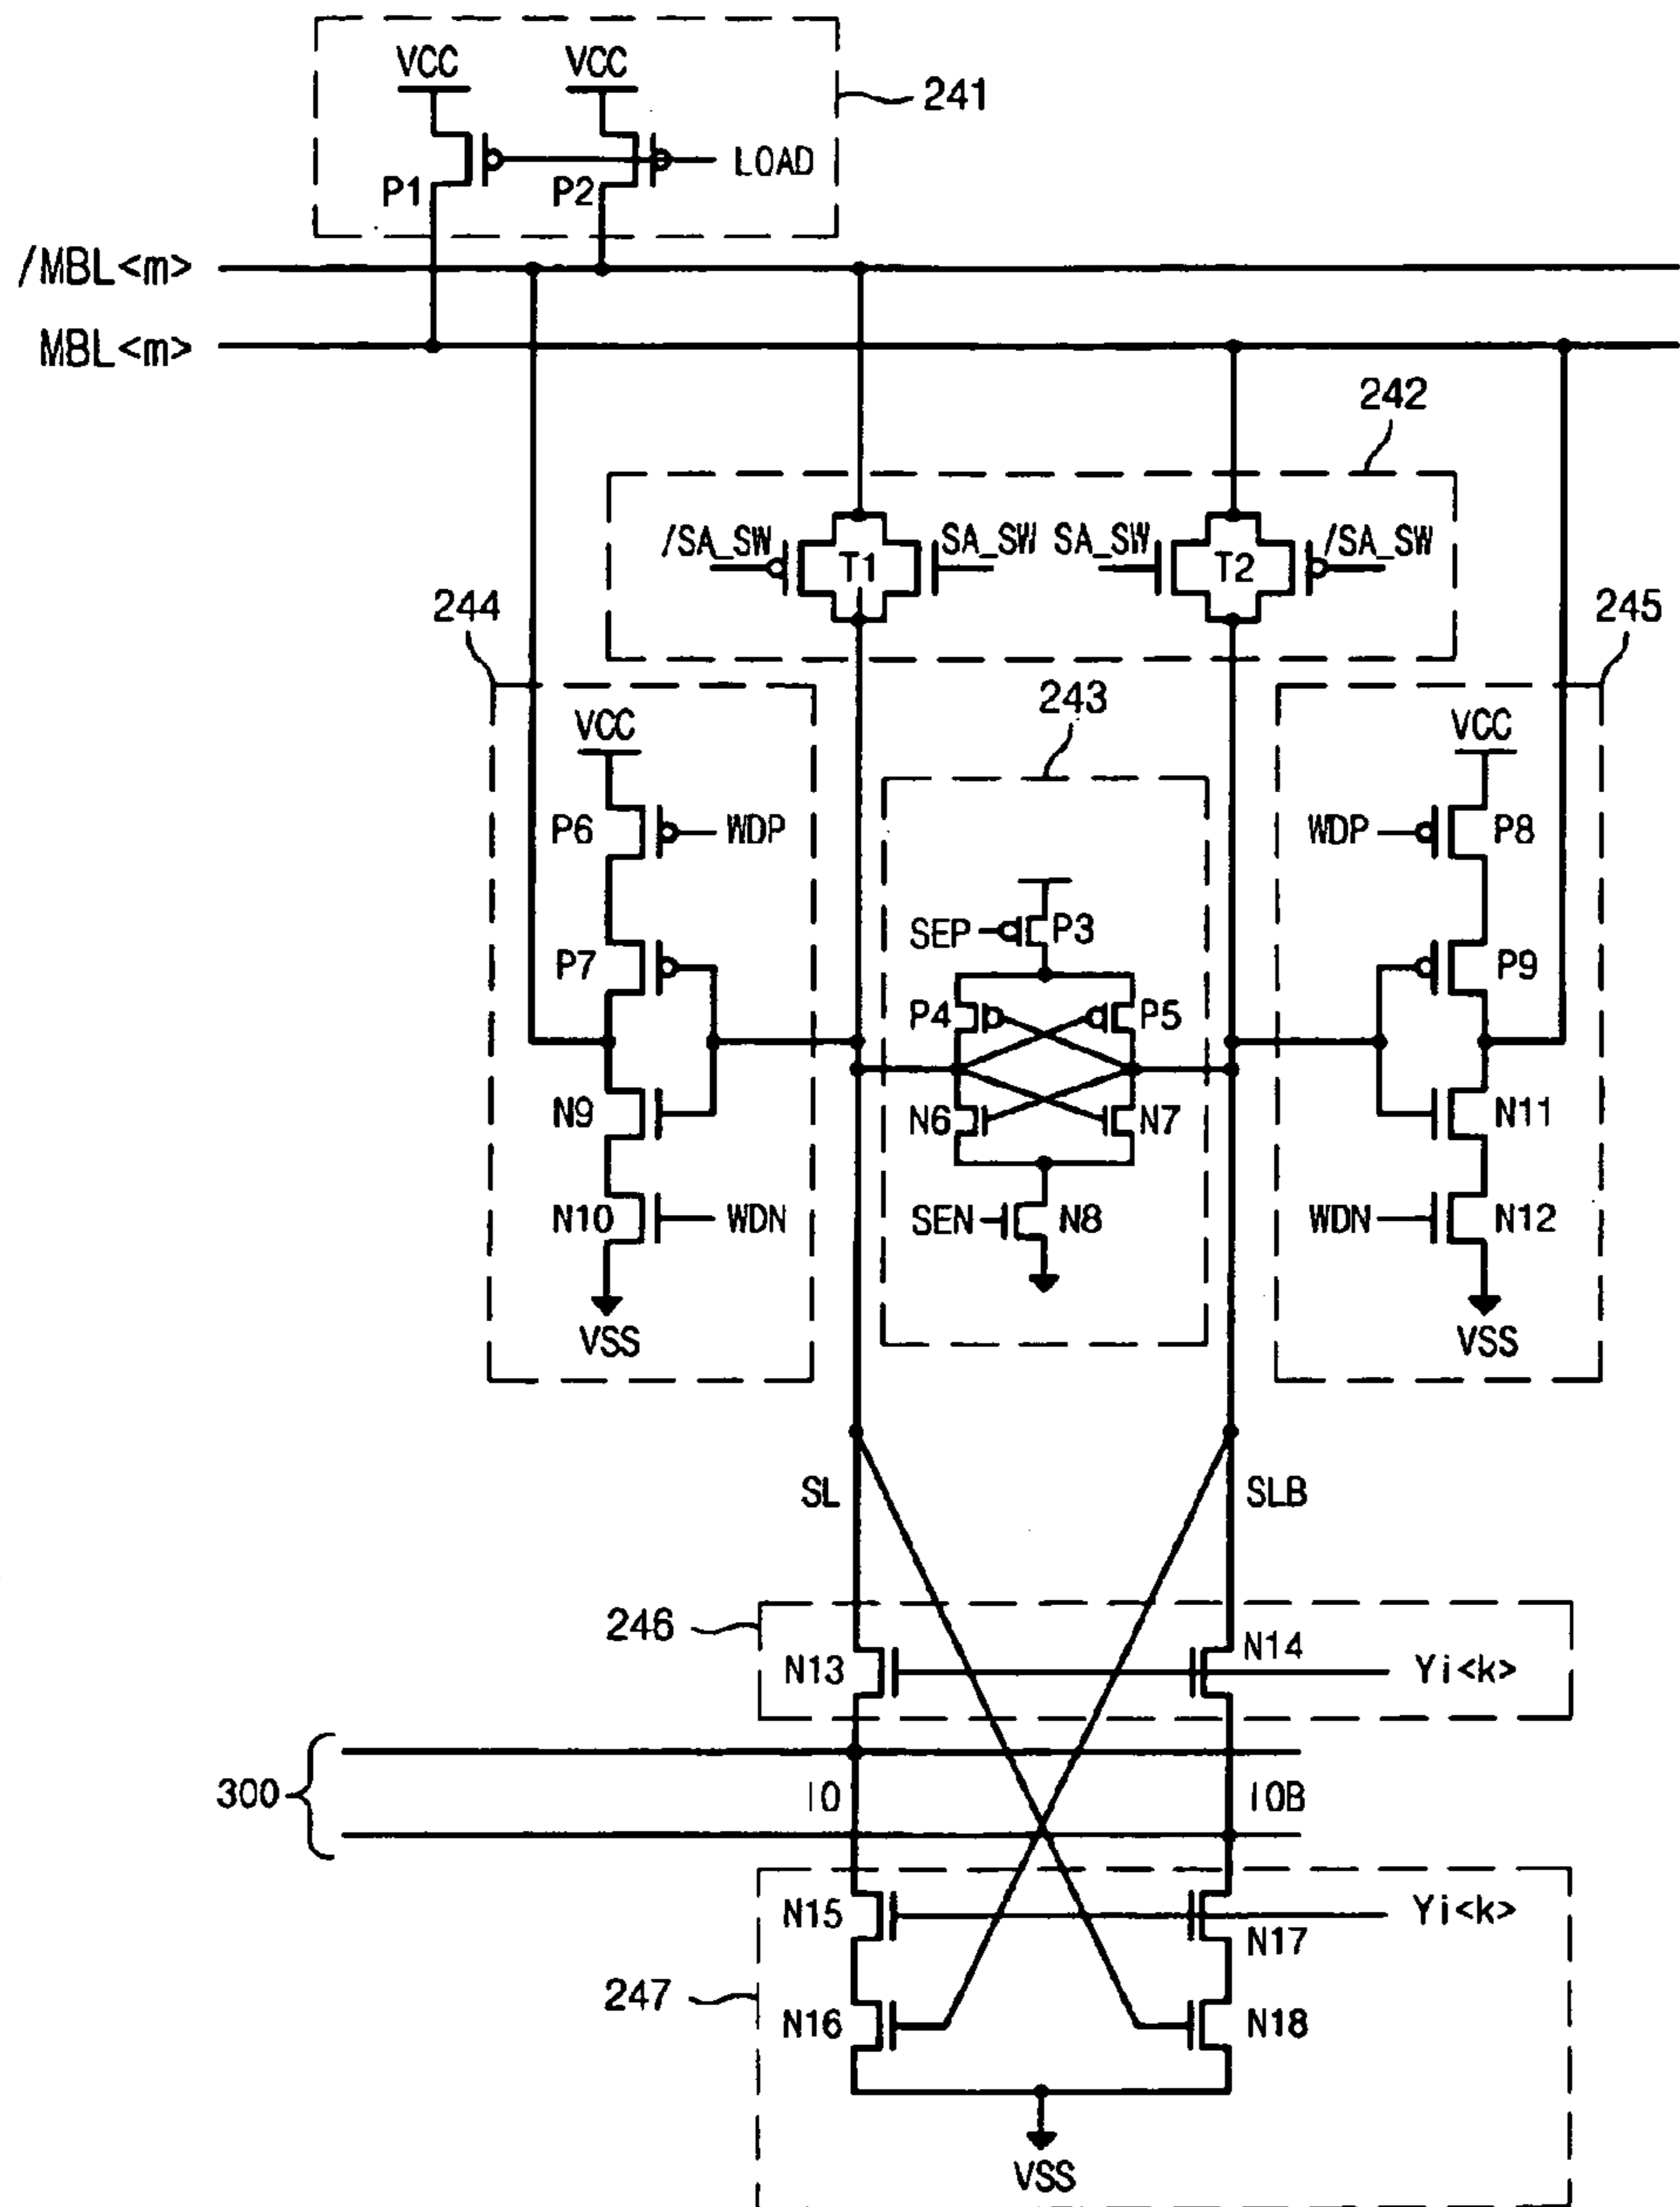 VCC VCC
241
LOAD
P1 P2
/MBL<m>
MBL<m>
242
/SA_SW T1 SA_SW SA_SW T2 /SA_SW
244 245
243
VCC VCC
P6 WDP WDP P8
SEP P3
P7 P9
P4 P5
N9 N6 N7 N11
N10 WDN SEN N8 WDN N12
VSS VSS
SL SLB
246
N13 N14 Yi<k>
300 IO IOB
N15 Yi<k>
N17
247
N16 N18
VSS